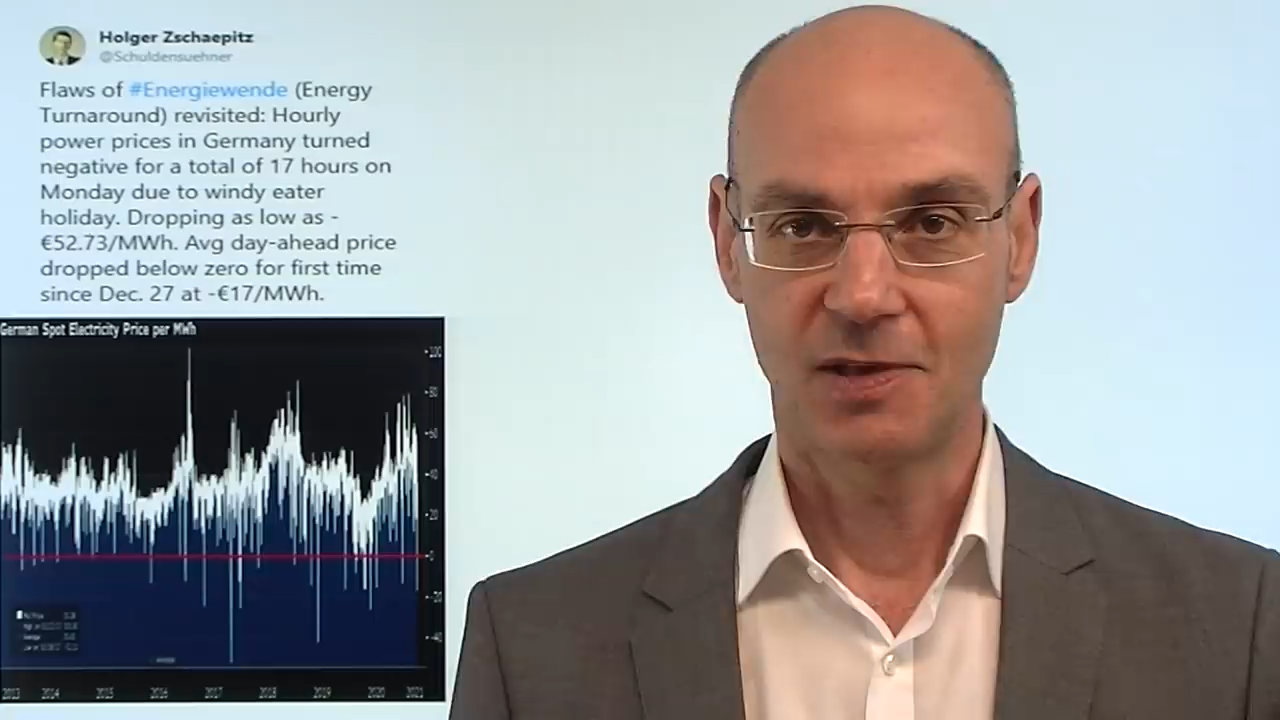 Holger Zschaepitz
@Schuldensuehner
Flaws of #Energiewende (Energy
Turnaround) revisited: Hourly
power prices in Germany turned
negative for a total of 17 hours on
Monday due to windy eater
holiday. Dropping as low as -
€52.73/MWh. Avg day-ahead price
dropped below zero for first time
since Dec. 27 at -€17/MWh.
German Spot Electricity Price per MWh
100
80
60
40
20
0
-20
-40
2013 2014 2015 2016 2017 2018 2019 2020 2021